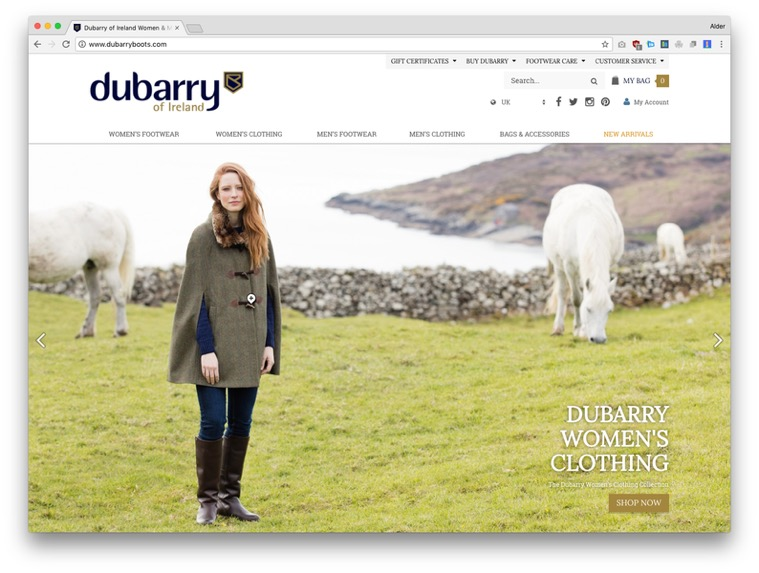 Dubarry of Ireland Women & M
Alder
www.dubarryboots.com
GIFT CERTIFICATES
BUY DUBARRY
FOOTWEAR CARE
CUSTOMER SERVICE
dubarry
of Ireland
Search...
MY BAG
0
UK
My Account
WOMEN'S FOOTWEAR
WOMEN'S CLOTHING
MEN'S FOOTWEAR
MEN'S CLOTHING
BAGS & ACCESSORIES
NEW ARRIVALS
DUBARRY
WOMEN'S
CLOTHING
The Dubarry Women's Clothing Collection
SHOP NOW